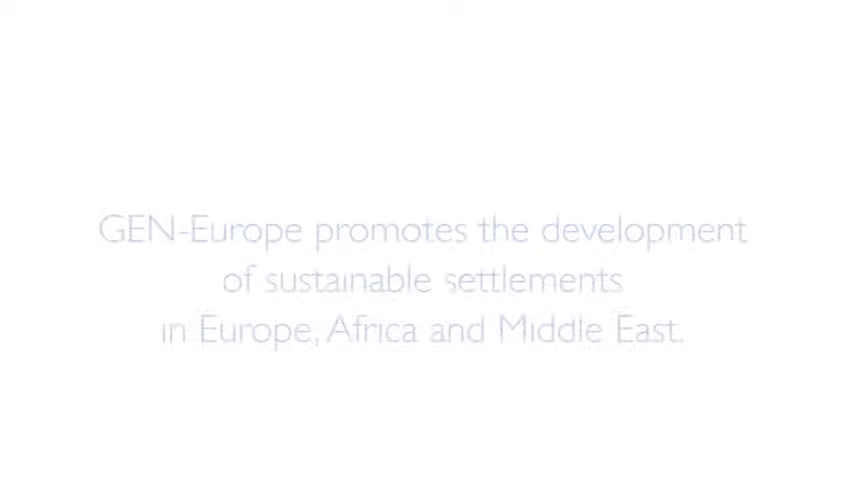 GEN-Europe promotes the development
of sustainable settlements
in Europe, Africa and Middle East.